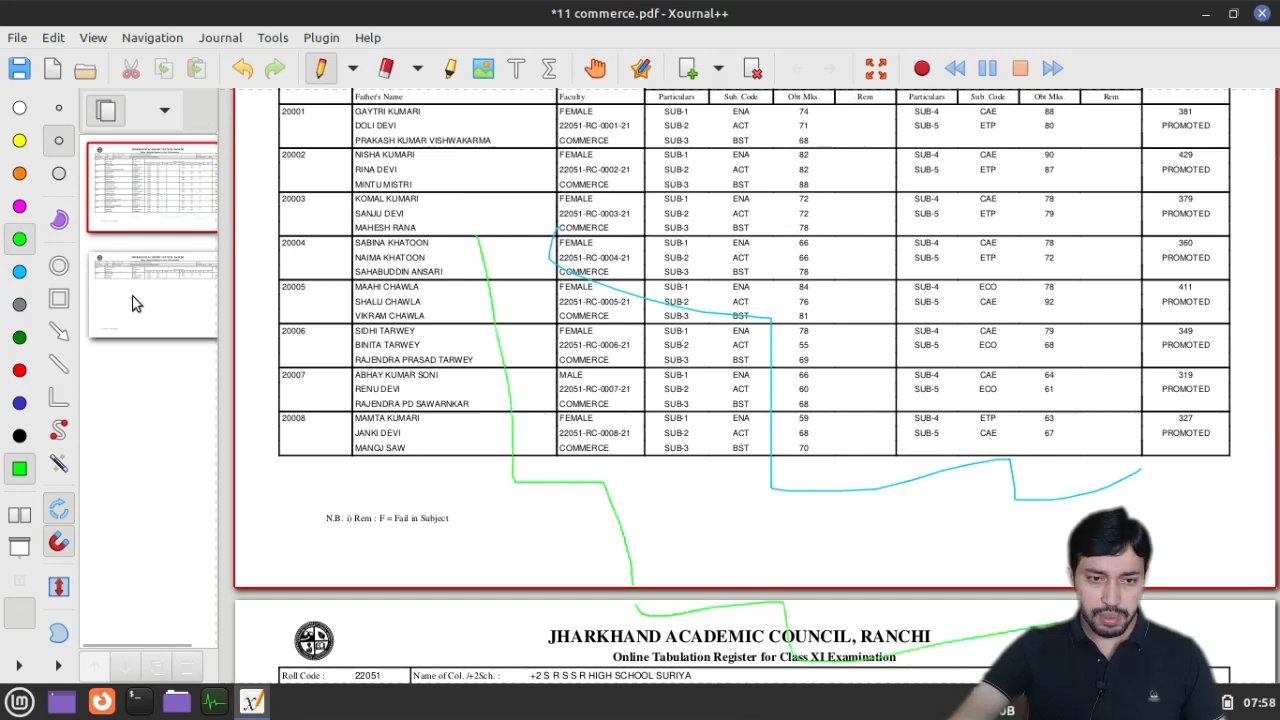 *11 commerce.pdf - Xournal++
File Edit View Navigation Journal Tools Plugin Help
Father's Name Faculty Particulars Sub. Code Obt Mks. Rem Particulars Sub. Code Obt Mks. Rem
20001 GAYTRI KUMARI FEMALE SUB-1 ENA 74 SUB-4 CAE 88 381
DOLI DEVI 22051-RC-0001-21 SUB-2 ACT 71 SUB-5 ETP 80 PROMOTED
PRAKASH KUMAR VISHWAKARMA COMMERCE SUB-3 BST 68
20002 NISHA KUMARI FEMALE SUB-1 ENA 82 SUB-4 CAE 90 429
RINA DEVI 22051-RC-0002-21 SUB-2 ACT 82 SUB-5 ETP 87 PROMOTED
MINTU MISTRI COMMERCE SUB-3 BST 88
20003 KOMAL KUMARI FEMALE SUB-1 ENA 72 SUB-4 CAE 78 379
SANJU DEVI 22051-RC-0003-21 SUB-2 ACT 72 SUB-5 ETP 79 PROMOTED
MAHESH RANA COMMERCE SUB-3 BST 78
20004 SABINA KHATOON FEMALE SUB-1 ENA 66 SUB-4 CAE 78 360
NAIMA KHATOON 22051-RC-0004-21 SUB-2 ACT 66 SUB-5 ETP 72 PROMOTED
SAHABUDDIN ANSARI COMMERCE SUB-3 BST 78
20005 MAAHI CHAWLA FEMALE SUB-1 ENA 84 SUB-4 ECO 78 411
SHALU CHAWLA 22051-RC-0005-21 SUB-2 ACT 76 SUB-5 CAE 92 PROMOTED
VIKRAM CHAWLA COMMERCE SUB-3 BST 81
20006 SIDHI TARWEY FEMALE SUB-1 ENA 78 SUB-4 CAE 79 349
BINITA TARWEY 22051-RC-0006-21 SUB-2 ACT 55 SUB-5 ECO 68 PROMOTED
RAJENDRA PRASAD TARWEY COMMERCE SUB-3 BST 69
20007 ABHAY KUMAR SONI MALE SUB-1 ENA 66 SUB-4 CAE 64 319
RENU DEVI 22051-RC-0007-21 SUB-2 ACT 60 SUB-5 ECO 61 PROMOTED
RAJENDRA PD SAWARNKAR COMMERCE SUB-3 BST 68
20008 MAMTA KUMARI FEMALE SUB-1 ENA 59 SUB-4 ETP 63 327
JANKI DEVI 22051-RC-0008-21 SUB-2 ACT 68 SUB-5 CAE 67 PROMOTED
MANOJ SAW COMMERCE SUB-3 BST 70
N.B. i) Rem : F = Fail in Subject
JHARKHAND ACADEMIC COUNCIL, RANCHI
Online Tabulation Register for Class XI Examination
Roll Code : 22051 Name of Col. /+2Sch. : +2 S R S S R HIGH SCHOOL SURIYA
07:58